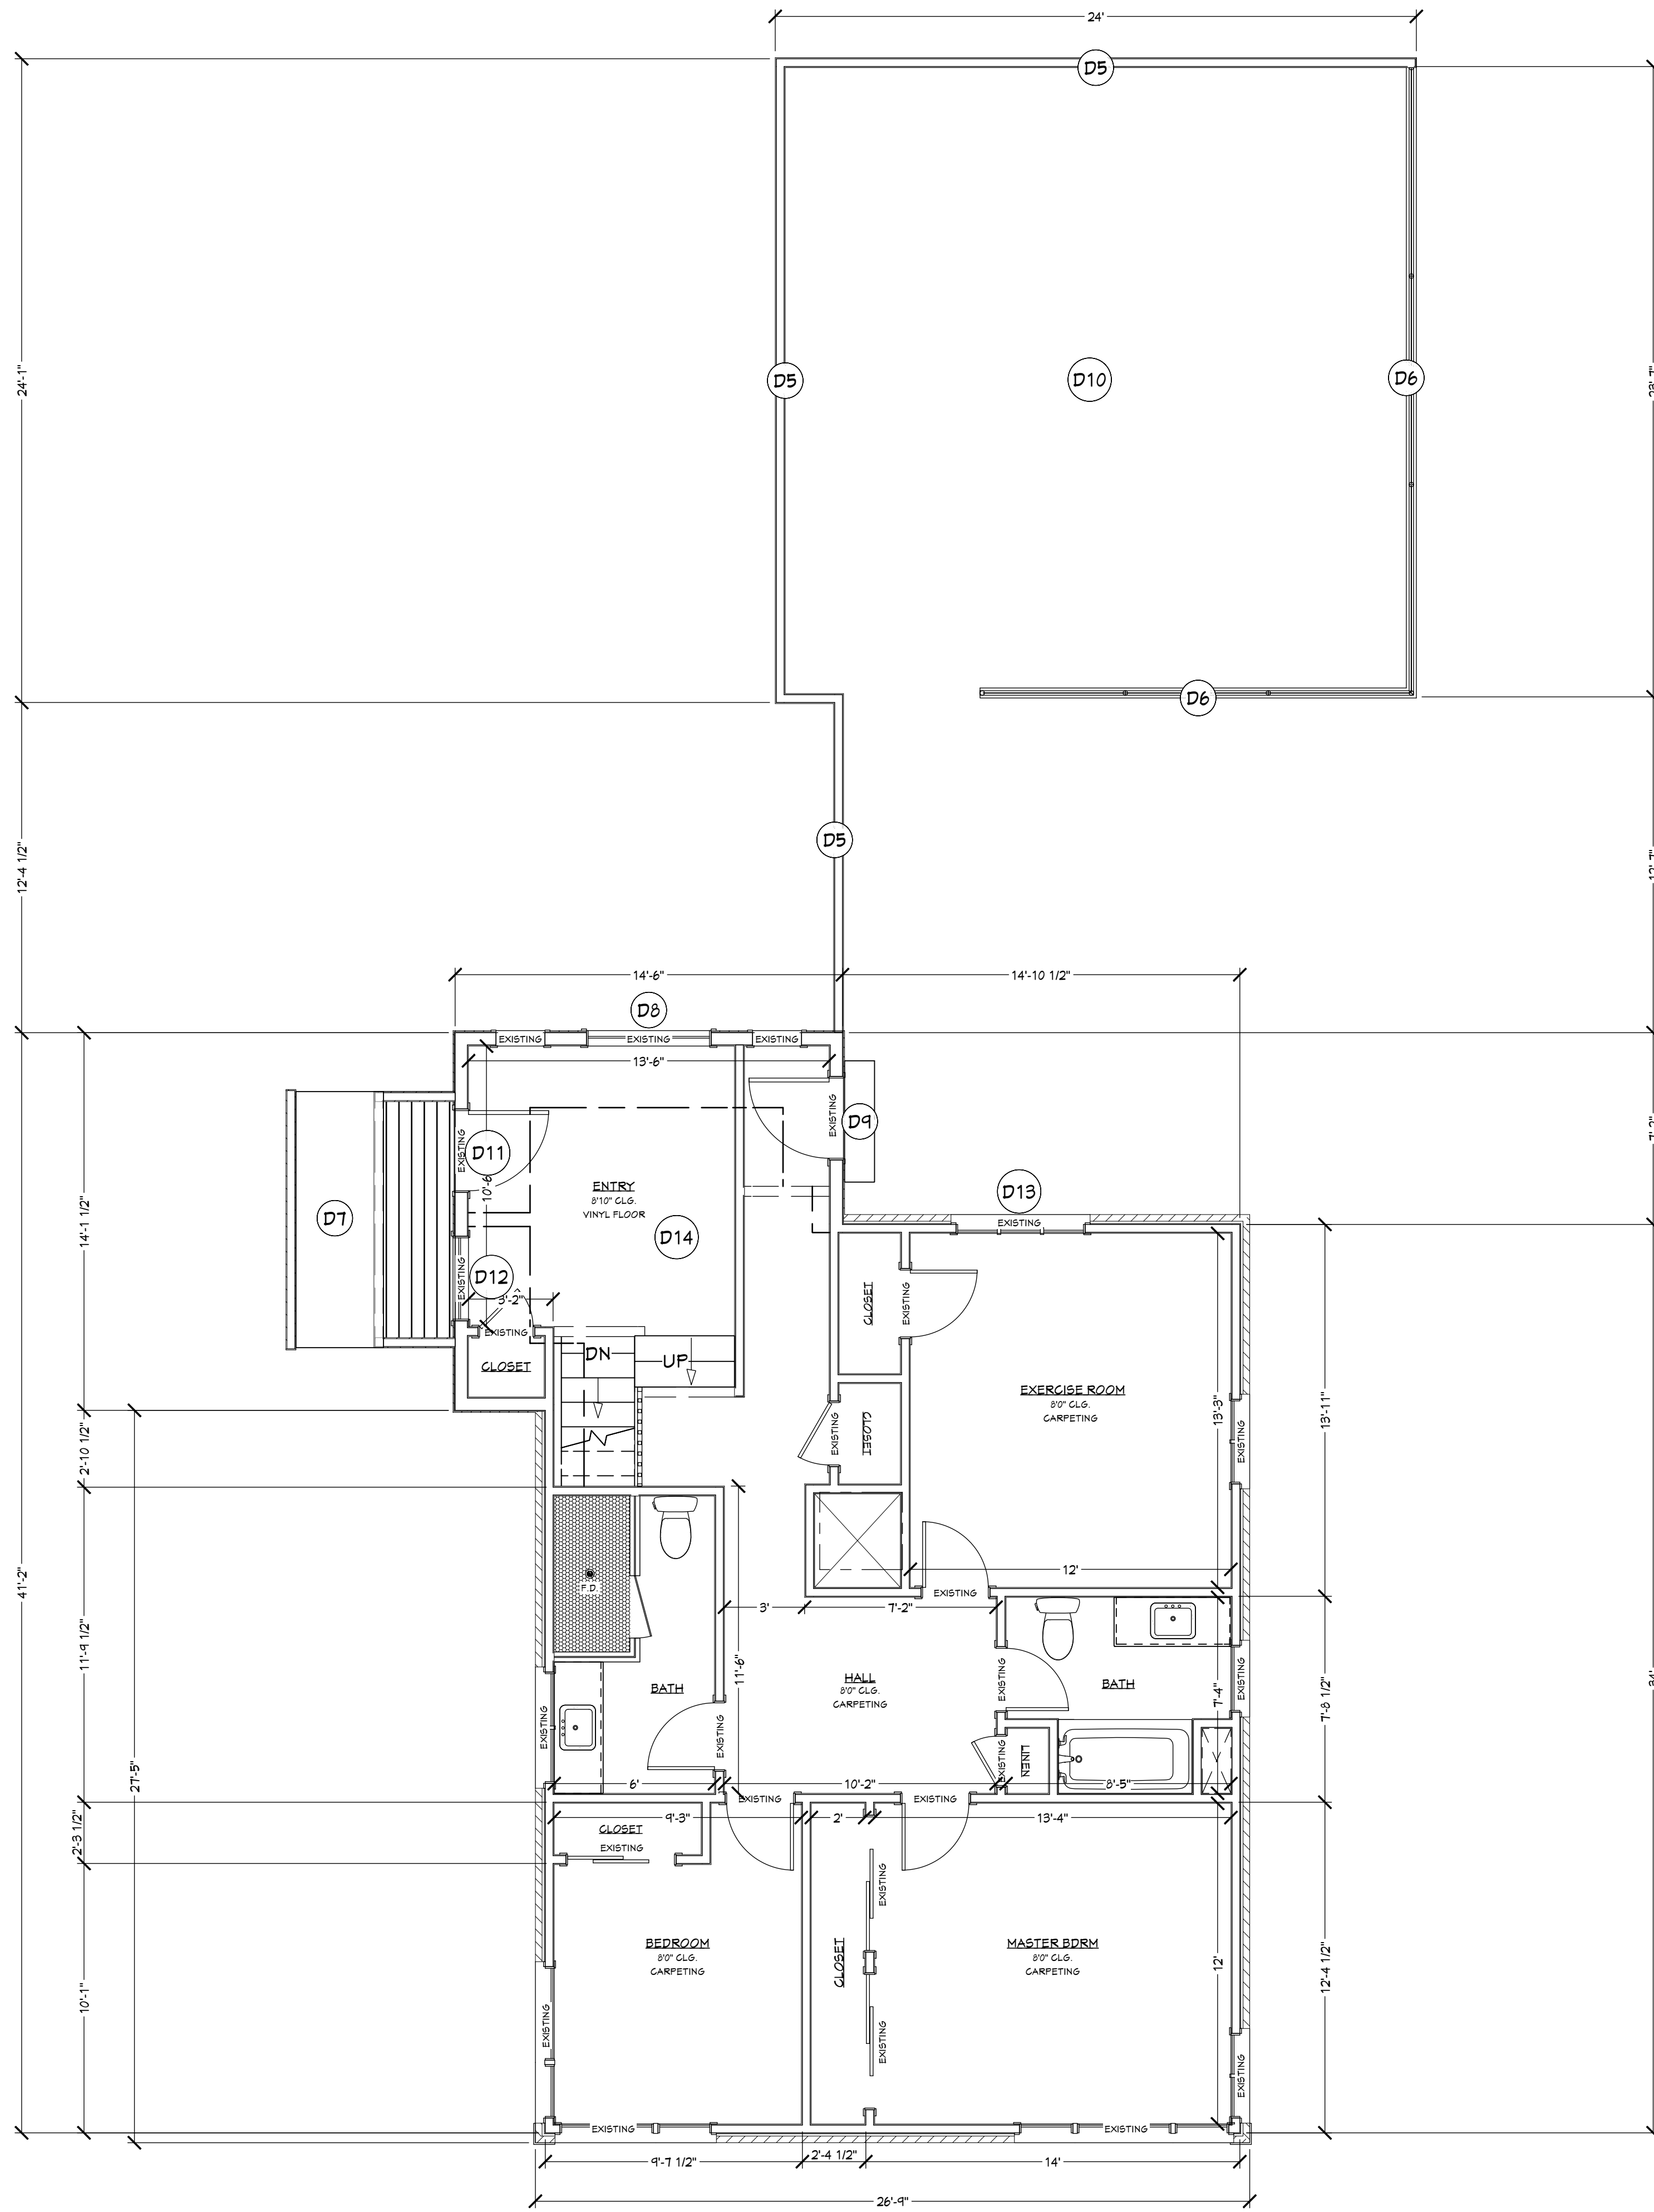 24'
D5
24'-1"
D5
D10
D6
D6
12'-4 1/2"
D5
14'-6"
14'-10 1/2"
D8
EXISTING
EXISTING
EXISTING
13'-6"
EXISTING
D9
EXISTING
D11
10'-6"
ENTRY
8'10" CLG.
VINYL FLOOR
D13
EXISTING
D7
14'-1 1/2"
D14
EXISTING
D12
3'-2"
EXISTING
CLOSET
DN
UP
CLOSET
EXISTING
EXERCISE ROOM
8'0" CLG.
CARPETING
13'-3"
13'-11"
EXISTING
CLOSET
EXISTING
2'-10 1/2"
41'-2"
F.D.
12'
EXISTING
3'
7'-2"
11'-9 1/2"
11'-6"
BATH
HALL
8'0" CLG.
CARPETING
EXISTING
BATH
7'-4"
EXISTING
7'-8 1/2"
EXISTING
EXISTING
EXISTING
LINEN
27'-5"
6'
10'-2"
8'-5"
EXISTING
EXISTING
2'-3 1/2"
9'-3"
2'
13'-4"
CLOSET
EXISTING
EXISTING
BEDROOM
8'0" CLG.
CARPETING
CLOSET
MASTER BDRM
8'0" CLG.
CARPETING
12'
12'-4 1/2"
10'-1"
EXISTING
EXISTING
EXISTING
EXISTING
EXISTING
9'-7 1/2"
2'-4 1/2"
14'
26'-9"